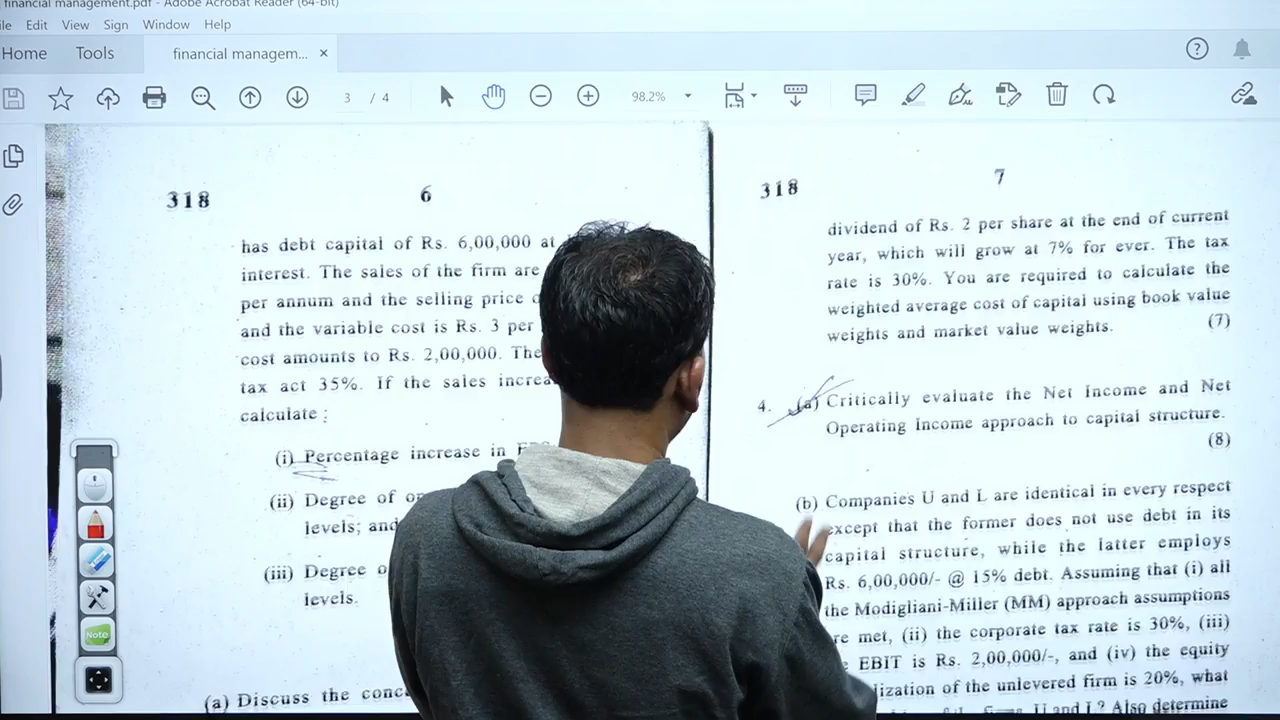 financial management.pdf - Adobe Acrobat Reader (64-bit)
Edit View Sign Window Help
Home Tools financial managem... ×
3 / 4 98.2%
318 6
has debt capital of Rs. 6,00,000 at
interest. The sales of the firm are
per annum and the selling price
and the variable cost is Rs. 3 per
cost amounts to Rs. 2,00,000. The
tax act 35%. If the sales
calculate :
(i) Percentage increase in
(ii) Degree of
levels; and
(iii) Degree
levels.
(a) Discuss the
Note
318 7
dividend of Rs. 2 per share at the end of current
year, which will grow at 7% for ever. The tax
rate is 30%. You are required to calculate the
weighted average cost of capital using book value
weights and market value weights. (7)
4. (a) Critically evaluate the Net Income and Net
Operating Income approach to capital structure.
(8)
(b) Companies U and L are identical in every respect
except that the former does not use debt in its
capital structure, while the latter employs
Rs. 6,00,000/- @ 15% debt. Assuming that (i) all
the Modigliani-Miller (MM) approach assumptions
met, (ii) the corporate tax rate is 30%, (iii)
EBIT is Rs. 2,00,000/-, and (iv) the equity
of the unlevered firm is 20%, what
U and L? Also determine